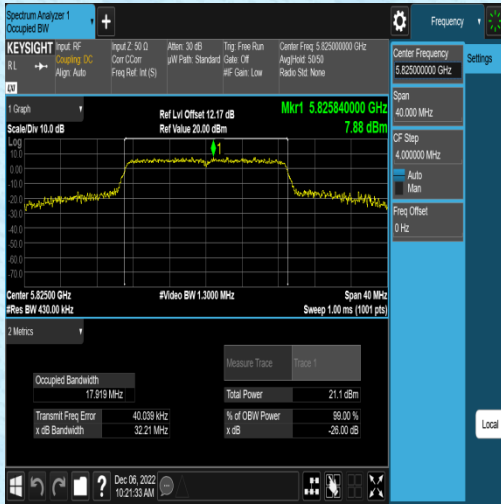 Spectrum Analyzer 1
Occupied BW
Frequency
KEYSIGHT
RL
Input: RF
Coupling: DC
Align: Auto
Input Z: 50 Ω
Corr CCorr
Freq Ref: Int (S)
Atten: 30 dB
µW Path: Standard
Trig: Free Run
Gate: Off
#IF Gain: Low
Center Freq: 5.825000000 GHz
Avg|Hold: 50/50
Radio Std: None
LXI
1 Graph
Scale/Div 10.0 dB
Ref Lvl Offset 12.17 dB
Ref Value 20.00 dBm
Mkr1 5.825840000 GHz
7.88 dBm
Log
10.0
0.00
-10.0
-20.0
-30.0
-40.0
-50.0
-60.0
-70.0
1
Center 5.82500 GHz
#Res BW 430.00 kHz
#Video BW 1.3000 MHz
Span 40 MHz
Sweep 1.00 ms (1001 pts)
2 Metrics
Measure Trace
Trace 1
Occupied Bandwidth
17.919 MHz
Total Power
21.1 dBm
Transmit Freq Error
40.039 kHz
% of OBW Power
99.00 %
x dB Bandwidth
32.21 MHz
x dB
-26.00 dB
Dec 06, 2022
10:21:33 AM
Center Frequency
5.825000000 GHz
Settings
Span
40.000 MHz
CF Step
4.000000 MHz
Auto
Man
Freq Offset
0 Hz
Local